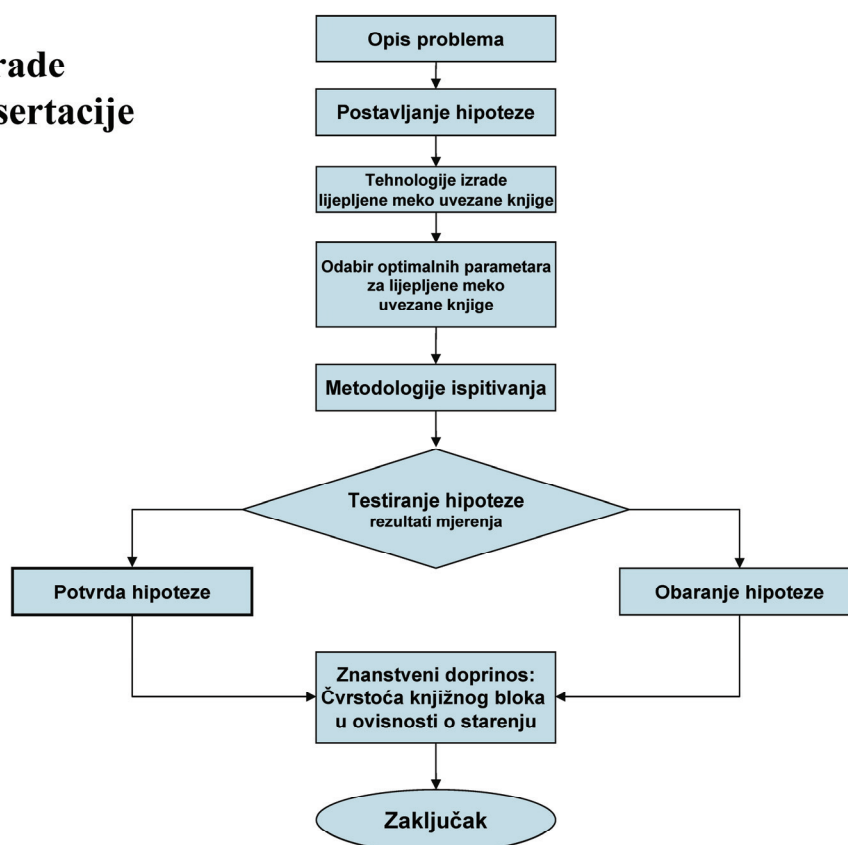 rade
sertacije
Opis problema
Postavljanje hipoteze
Tehnologije izrade
lijepljene meko uvezane knjige
Odabir optimalnih parametara
za lijepljene meko
uvezane knjige
Metodologije ispitivanja
Testiranje hipoteze
rezultati mjerenja
Potvrda hipoteze
Obaranje hipoteze
Znanstveni doprinos:
Čvrstoća knjižnog bloka
u ovisnosti o starenju
Zaključak